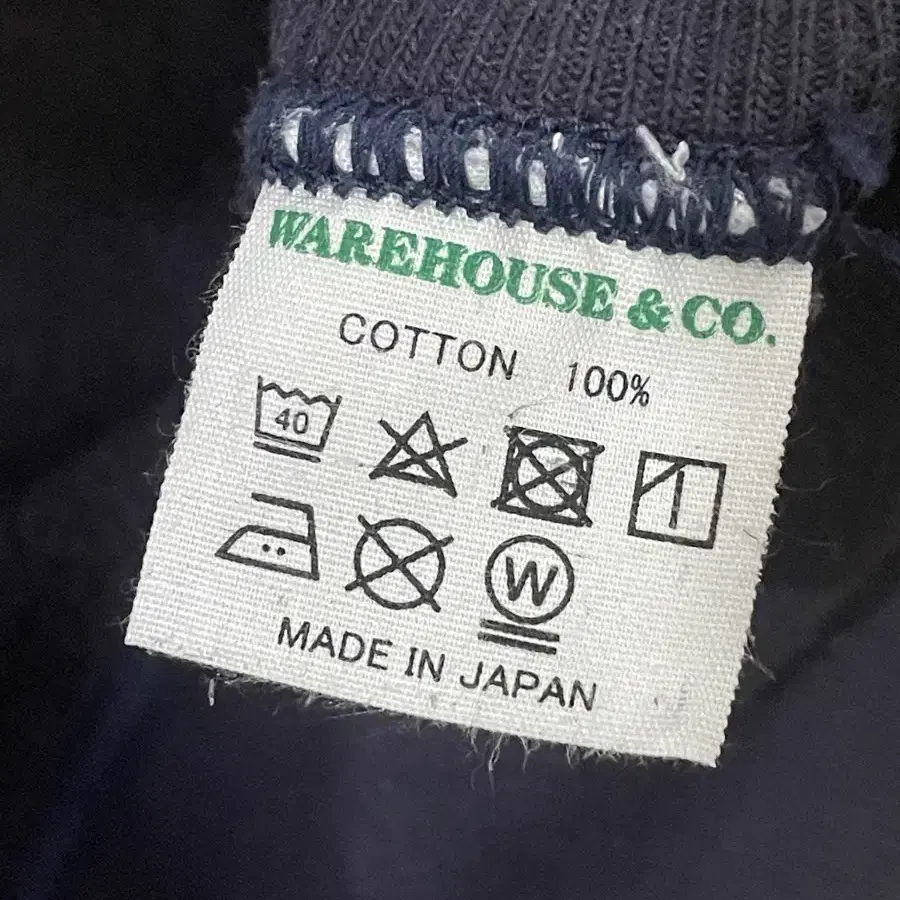 WAREHOUSE & CO.
COTTON 100%
40
W
MADE IN JAPAN